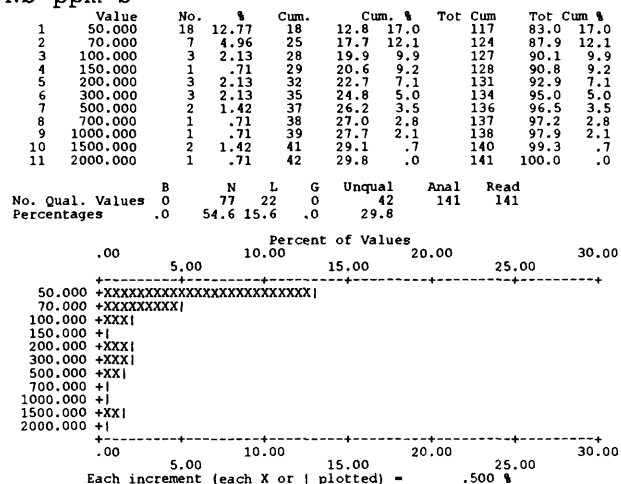 Nb ppm s
Value No. % Cum. Cum. % Tot Cum Tot Cum %
1 50.000 18 12.77 18 12.8 17.0 117 83.0 17.0
2 70.000 7 4.96 25 17.7 12.1 124 87.9 12.1
3 100.000 3 2.13 28 19.9 9.9 127 90.1 9.9
4 150.000 1 .71 29 20.6 9.2 128 90.8 9.2
5 200.000 3 2.13 32 22.7 7.1 131 92.9 7.1
6 300.000 3 2.13 35 24.8 5.0 134 95.0 5.0
7 500.000 2 1.42 37 26.2 3.5 136 96.5 3.5
8 700.000 1 .71 38 27.0 2.8 137 97.2 2.8
9 1000.000 1 .71 39 27.7 2.1 138 97.9 2.1
10 1500.000 2 1.42 41 29.1 .7 140 99.3 .7
11 2000.000 1 .71 42 29.8 .0 141 100.0 .0
B N L G Unqual Anal Read
No. Qual. Values 0 77 22 0 42 141 141
Percentages .0 54.6 15.6 .0 29.8
Percent of Values
.00 10.00 20.00 30.00
5.00 15.00 25.00
+---------+---------+---------+---------+---------+---------+
50.000 +XXXXXXXXXXXXXXXXXXXXXXXXX|
70.000 +XXXXXXXXX|
100.000 +XXX|
150.000 +|
200.000 +XXX|
300.000 +XXX|
500.000 +XX|
700.000 +|
1000.000 +|
1500.000 +XX|
2000.000 +|
+---------+---------+---------+---------+---------+---------+
.00 10.00 20.00 30.00
5.00 15.00 25.00
Each increment (each X or | plotted) = .500 %